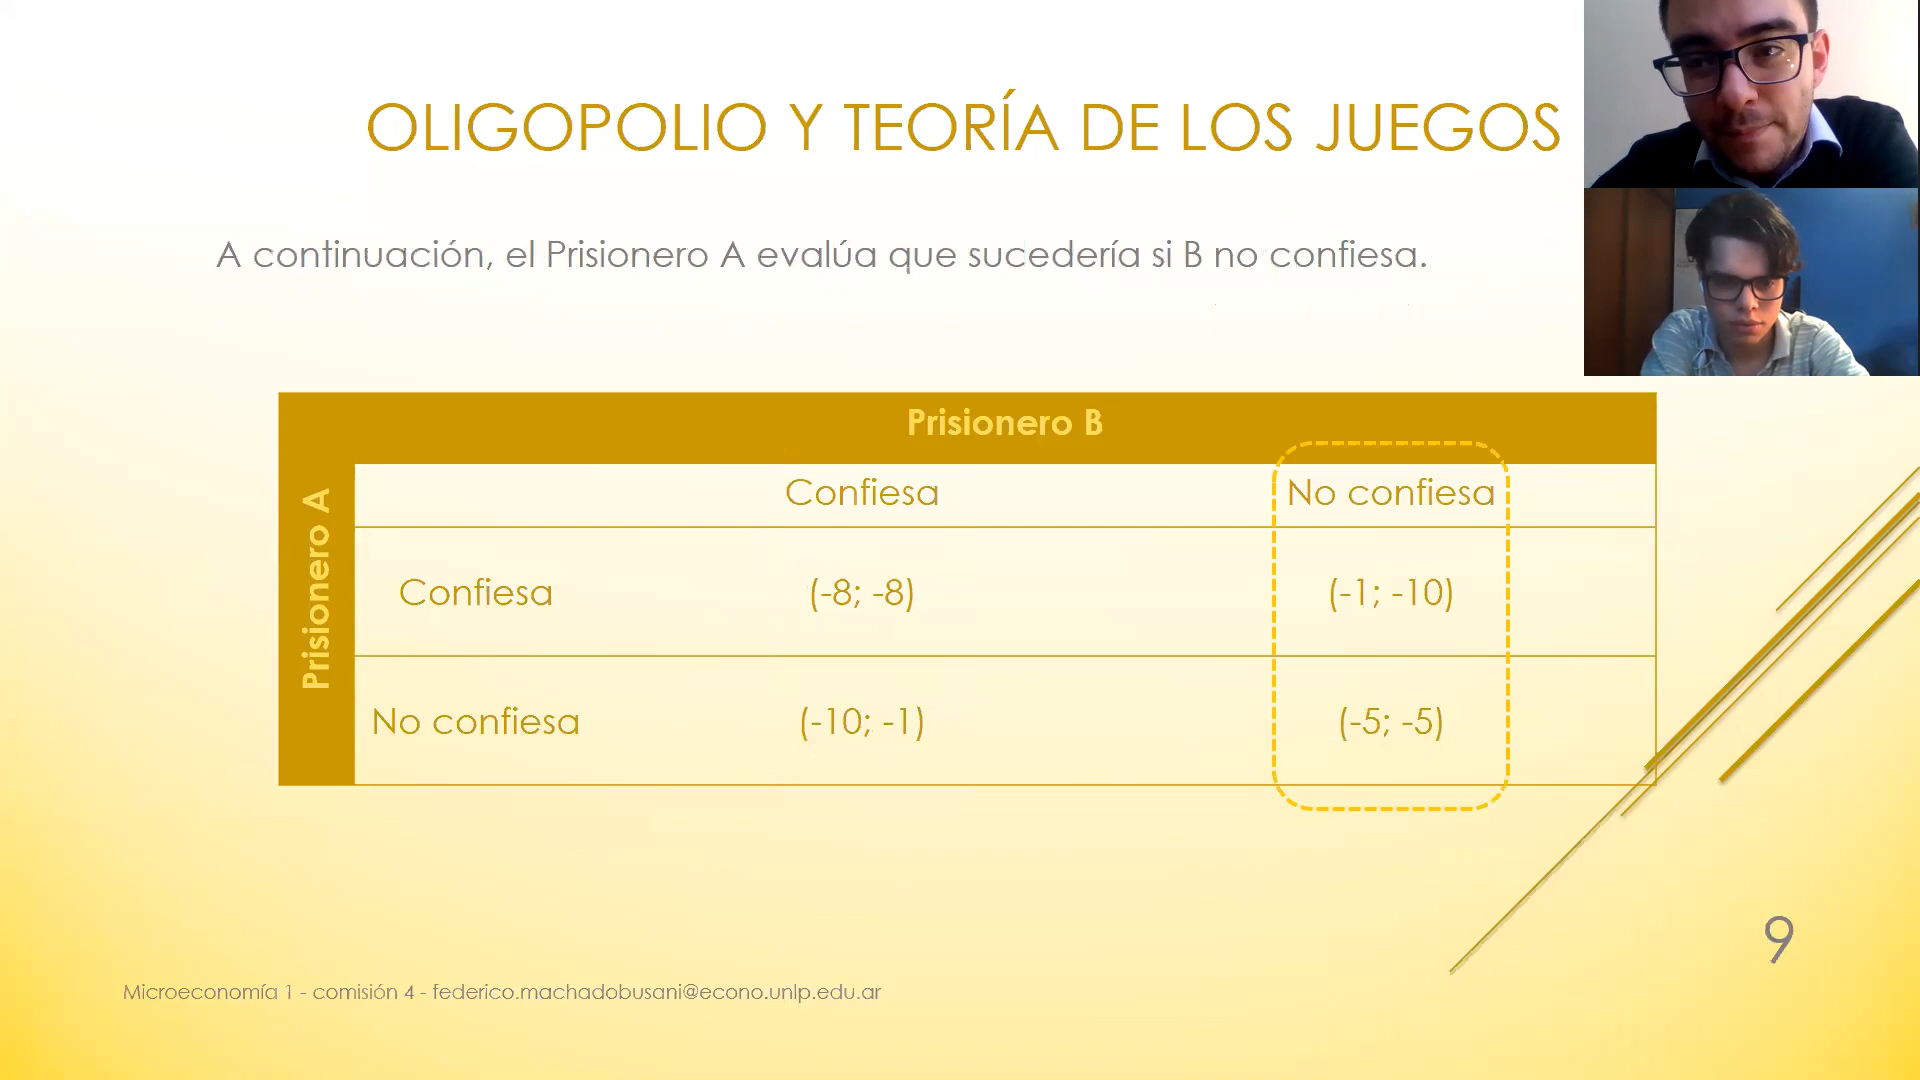 OLIGOPOLIO Y TEORÍA DE LOS JUEGOS
A continuación, el Prisionero A evalúa que sucedería si B no confiesa.
Prisionero B
Prisionero A
Confiesa No confiesa
Confiesa (-8; -8) (-1; -10)
No confiesa (-10; -1) (-5; -5)
9
Microeconomía 1 - comisión 4 - federico.machadobusani@econo.unlp.edu.ar